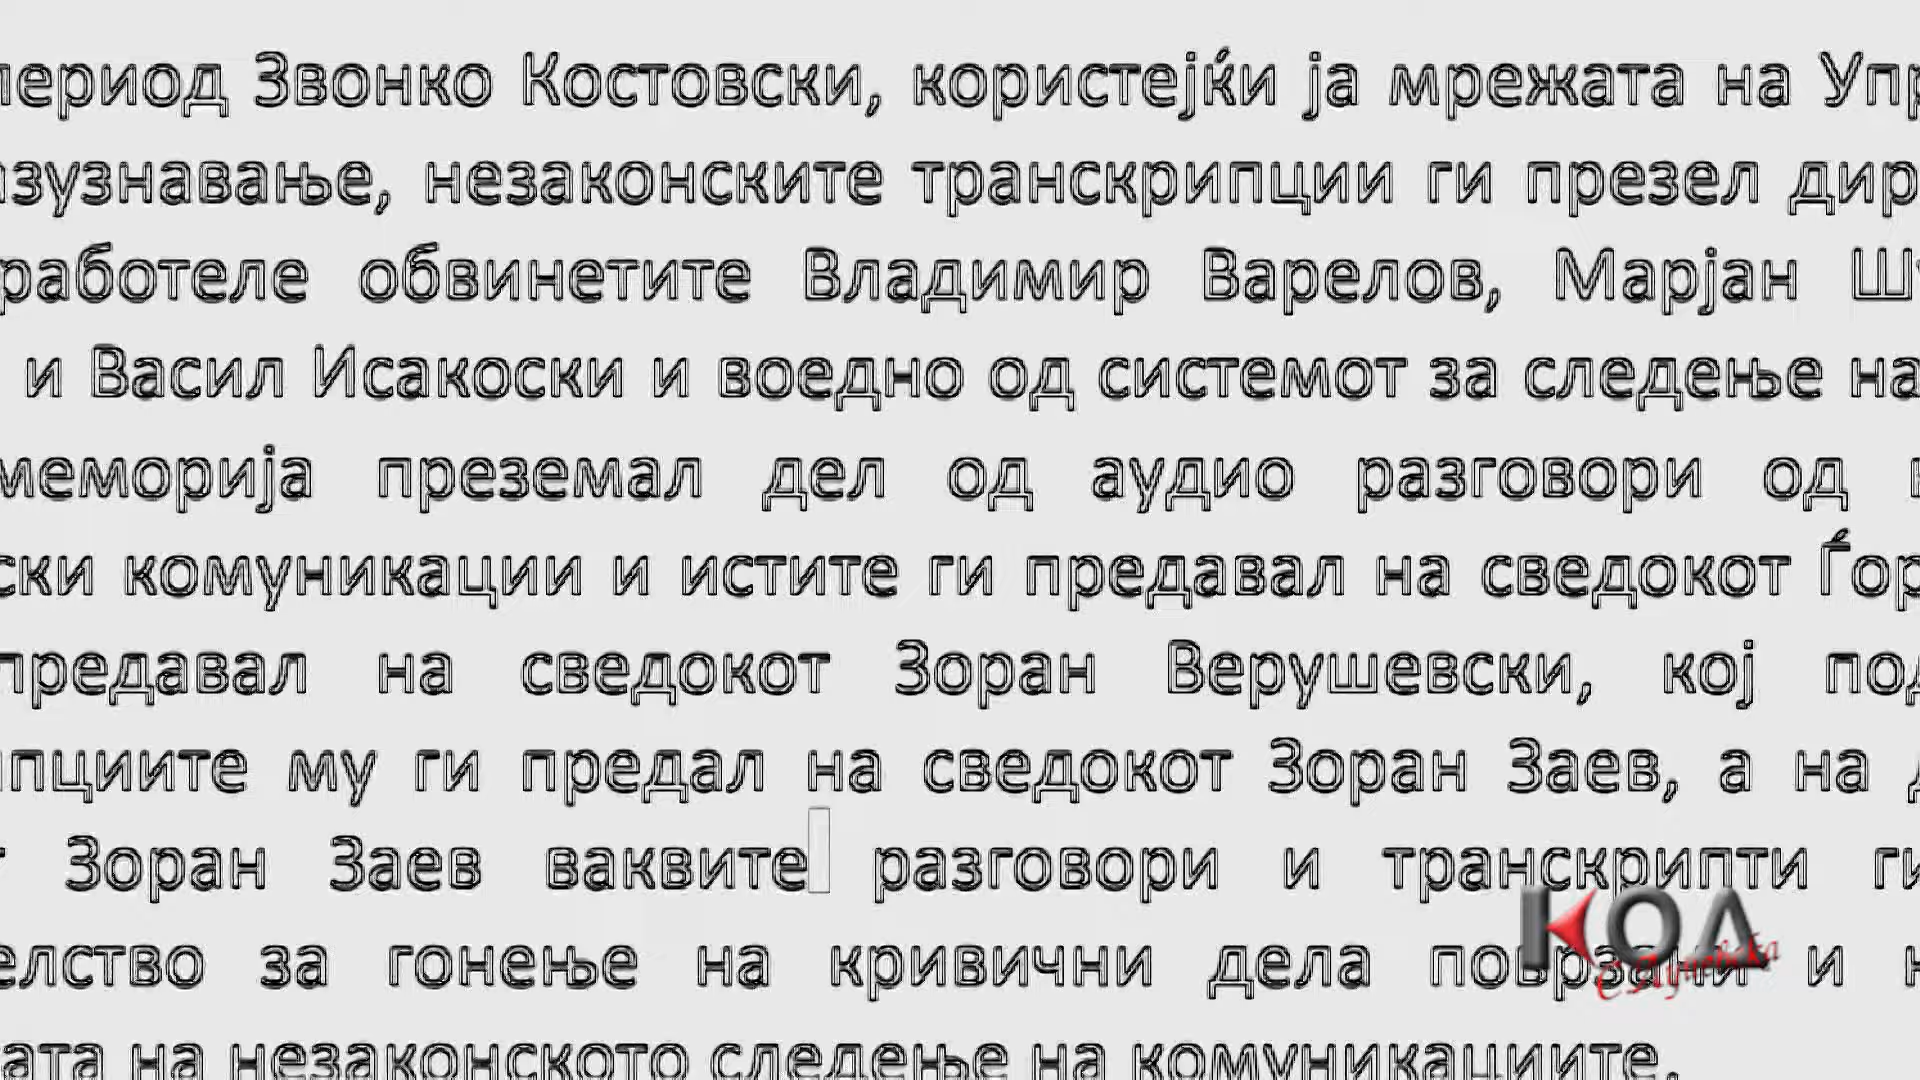 период Звонко Костовски, користејќи ја мрежата на Упр
азузнавање, незаконските транскрипции ги презел дир
работеле обвинетите Владимир Варелов, Марјан Шу
и Васил Исакоски и воедно од системот за следење на
меморија преземал дел од аудио разговори од
ски комуникации и истите ги предавал на сведокот Ѓор
предавал на сведокот Зоран Верушевски, кој под
пциите му ги предал на сведокот Зоран Заев, а на д
Зоран Заев ваквите разговори и транскрипти ги
елство за гонење на кривични дела поврзани и н
ата на незаконското следење на комуникациите.
КОД